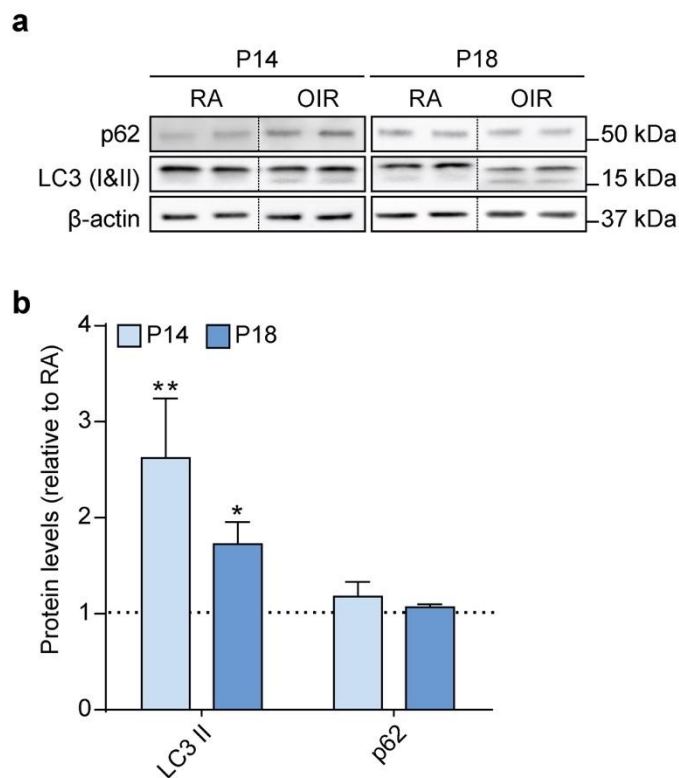 a
P14 P18
RA OIR RA OIR
p62 50 kDa
LC3 (I&II) 15 kDa
β-actin 37 kDa
b
P14 P18
Protein levels (relative to RA)
4
3
2
1
0
** *
LC3 II p62